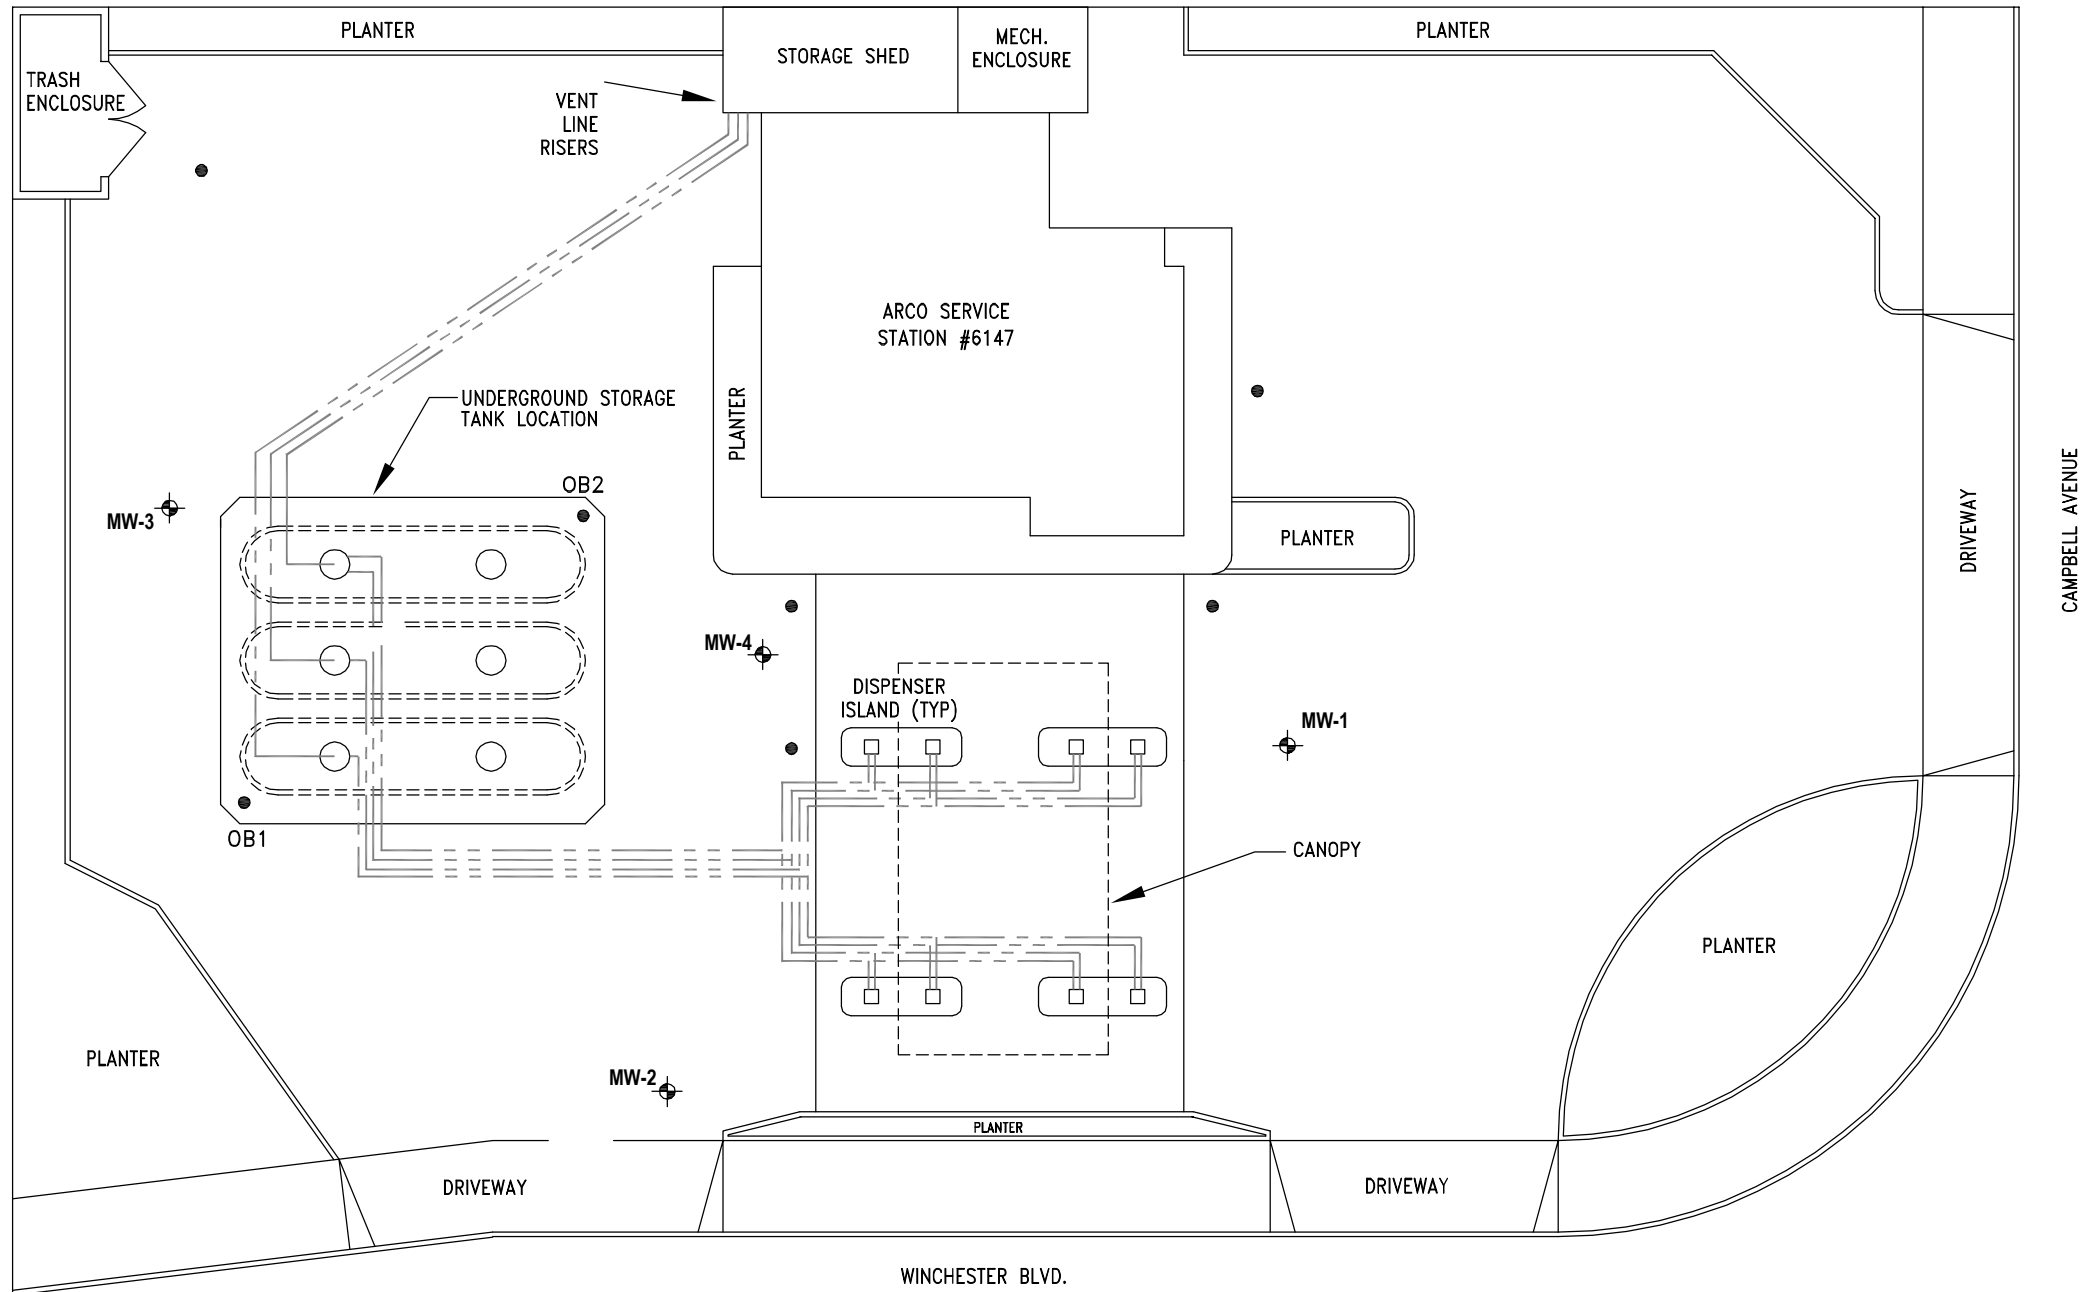 PLANTER
STORAGE SHED
MECH.
ENCLOSURE
PLANTER
TRASH
ENCLOSURE
VENT
LINE
RISERS
ARCO SERVICE
STATION #6147
UNDERGROUND STORAGE
TANK LOCATION
PLANTER
OB2
MW-3
PLANTER
DRIVEWAY
CAMPBELL AVENUE
MW-4
DISPENSER
ISLAND (TYP)
MW-1
OB1
CANOPY
PLANTER
PLANTER
MW-2
PLANTER
DRIVEWAY
DRIVEWAY
WINCHESTER BLVD.